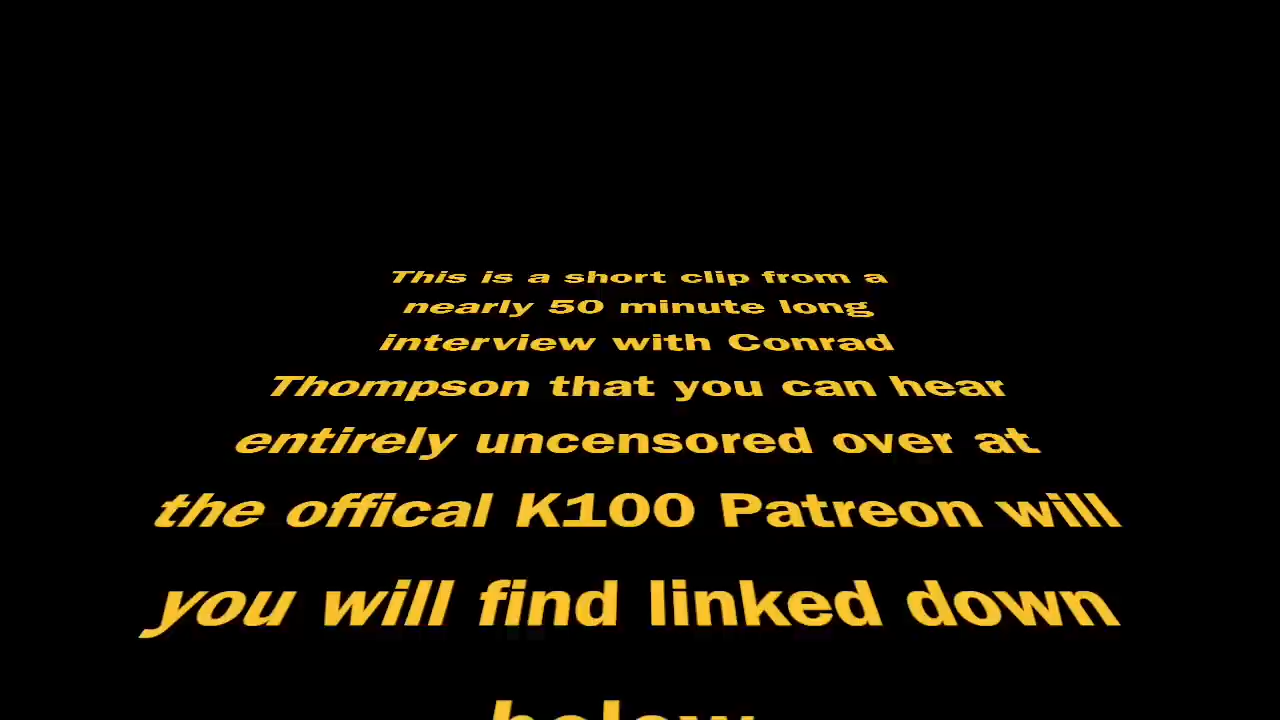 This is a short clip from a
nearly 50 minute long
interview with Conrad
Thompson that you can hear
entirely uncensored over at
the offical K100 Patreon will
you will find linked down
below